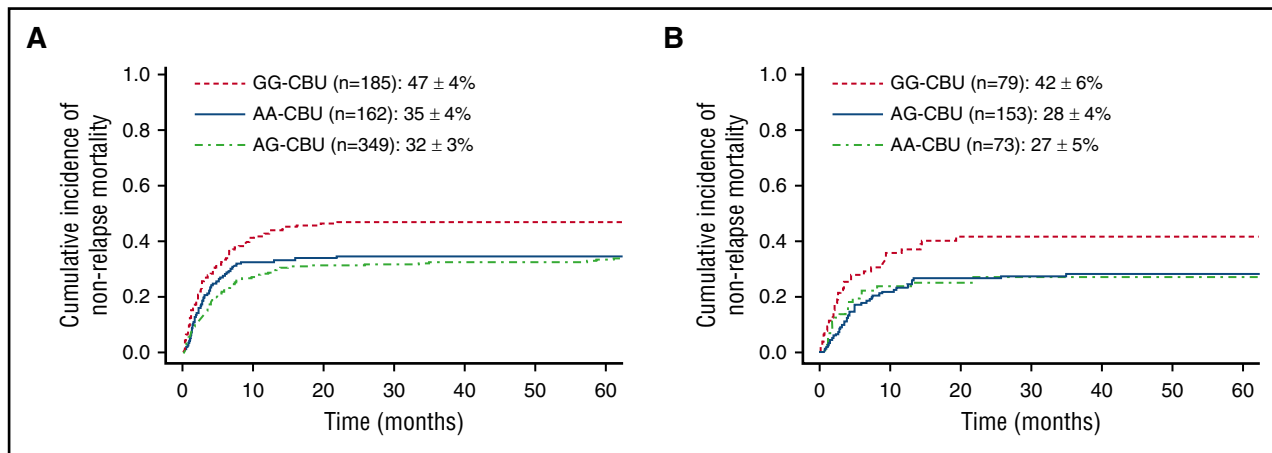 A
Cumulative incidence of
non-relapse mortality
1.0
0.8
0.6
0.4
0.2
0.0
GG-CBU (n=185): 47 ± 4%
AA-CBU (n=162): 35 ± 4%
AG-CBU (n=349): 32 ± 3%
0 10 20 30 40 50 60
Time (months)
B
Cumulative incidence of
non-relapse mortality
1.0
0.8
0.6
0.4
0.2
0.0
GG-CBU (n=79): 42 ± 6%
AG-CBU (n=153): 28 ± 4%
AA-CBU (n=73): 27 ± 5%
0 10 20 30 40 50 60
Time (months)